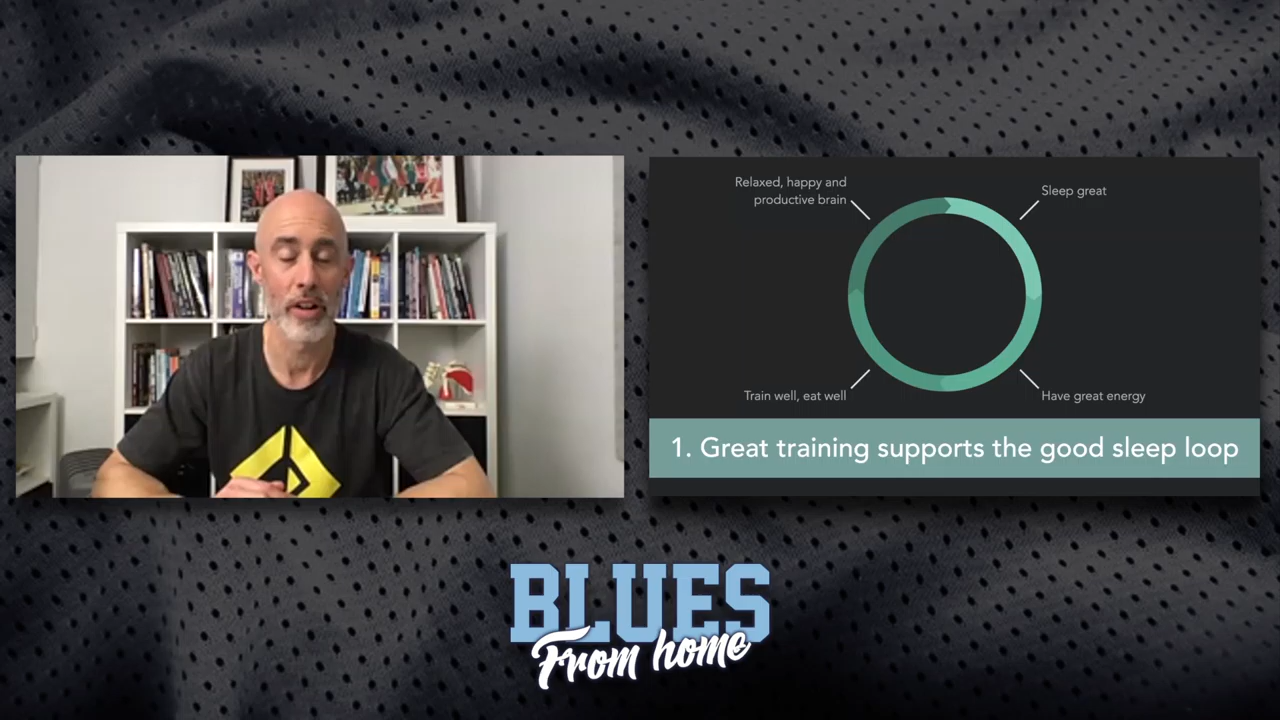 Relaxed, happy and
productive brain
Sleep great
Train well, eat well
Have great energy
1. Great training supports the good sleep loop
BLUES
From home